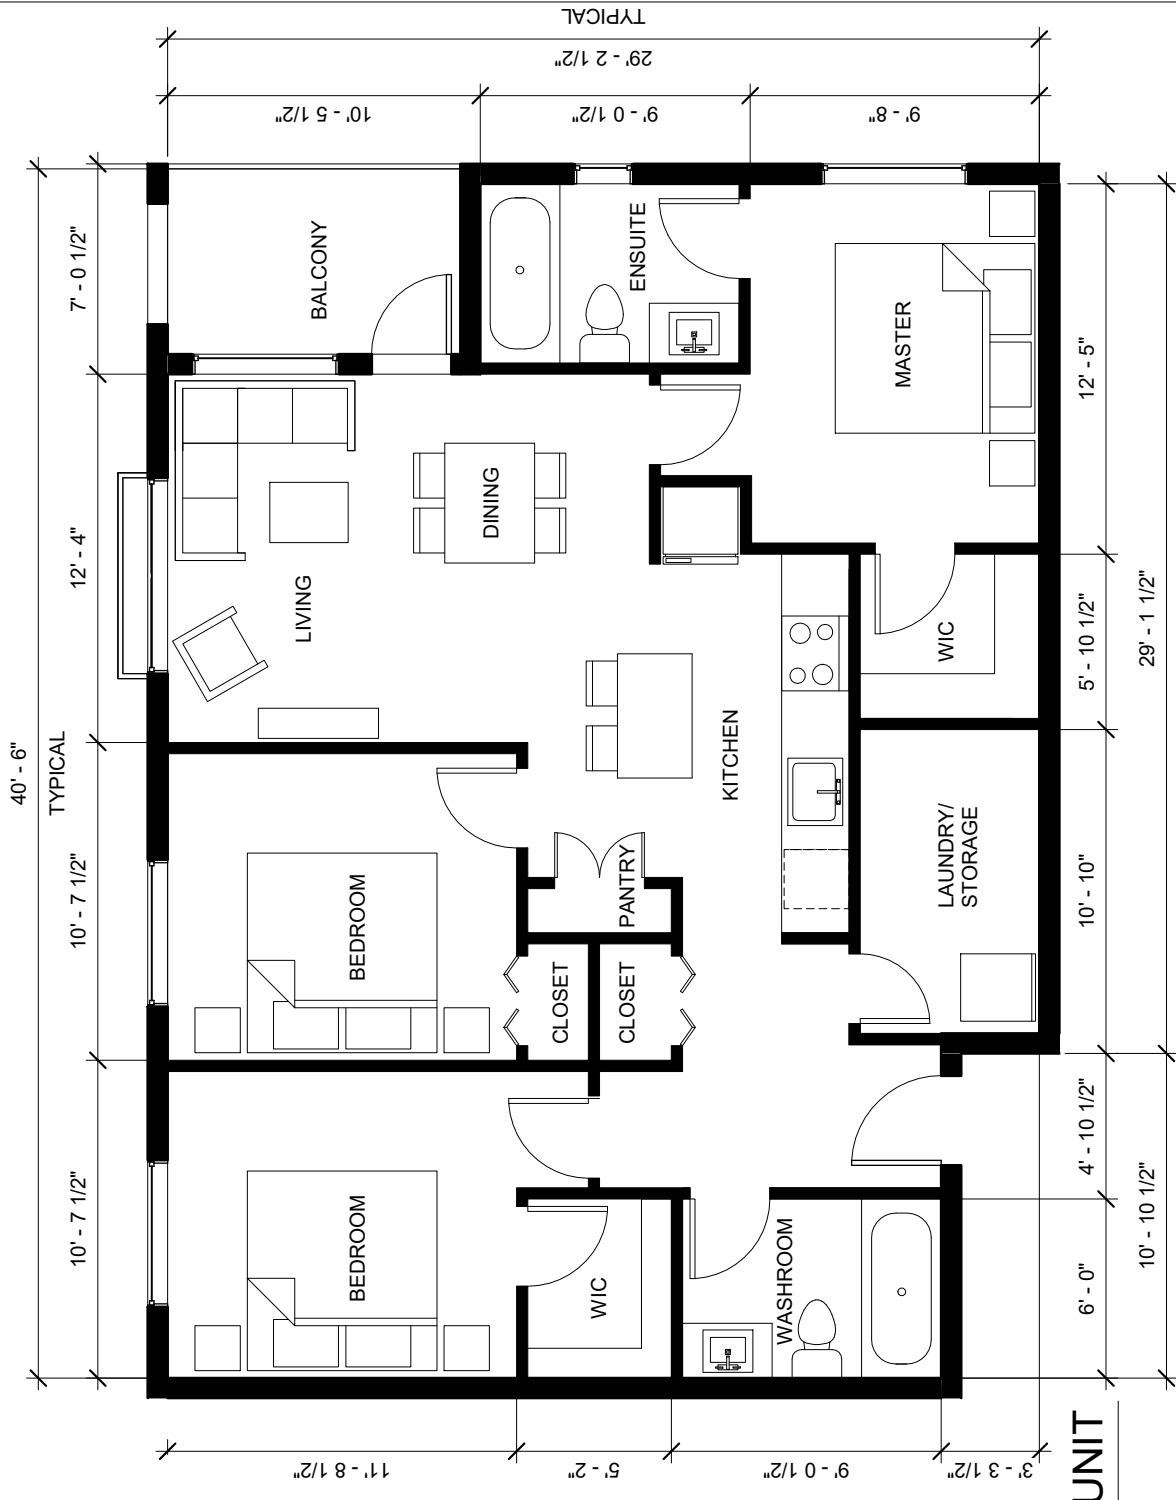 TYPICAL
29' - 2 1/2"
10' - 5 1/2"
9' - 0 1/2"
9' - 8"
40' - 6"
TYPICAL
7' - 0 1/2"
12' - 4"
10' - 7 1/2"
10' - 7 1/2"
BALCONY
ENSUITE
MASTER
12' - 5"
LIVING
DINING
KITCHEN
WIC
5' - 10 1/2"
29' - 1 1/2"
BEDROOM
PANTRY
CLOSET
CLOSET
LAUNDRY/
STORAGE
10' - 10"
BEDROOM
WIC
WASHROOM
4' - 10 1/2"
6' - 0"
10' - 10 1/2"
11' - 8 1/2"
5' - 2"
9' - 0 1/2"
3' - 3 1/2"
UNIT